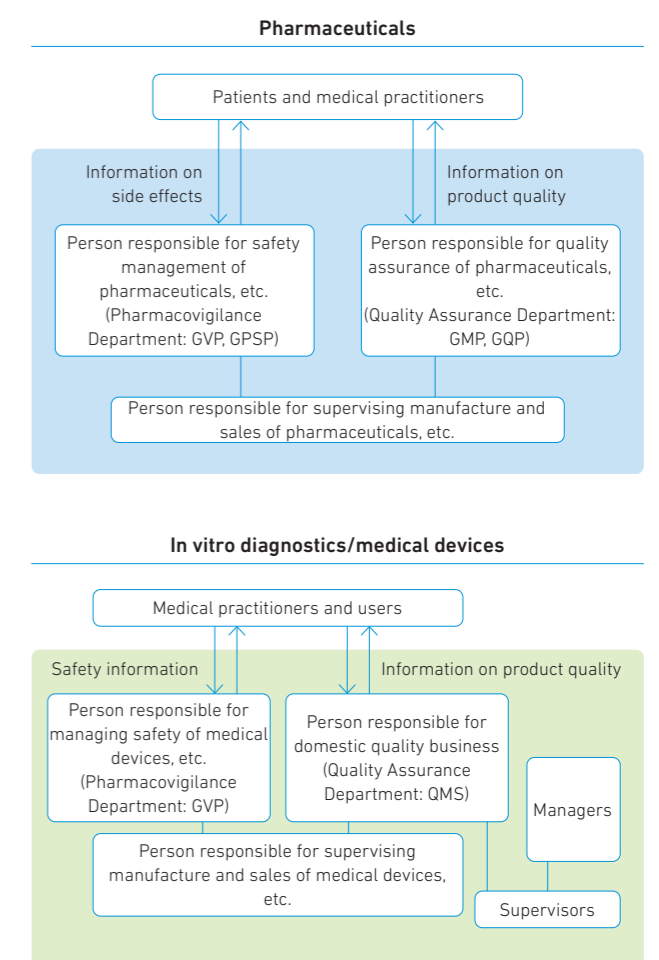 Pharmaceuticals
Patients and medical practitioners
Information on
side effects
Information on
product quality
Person responsible for safety
management of
pharmaceuticals, etc.
(Pharmacovigilance
Department: GVP, GPSP)
Person responsible for quality
assurance of pharmaceuticals,
etc.
(Quality Assurance Department:
GMP, GQP)
Person responsible for supervising manufacture and
sales of pharmaceuticals, etc.
In vitro diagnostics/medical devices
Medical practitioners and users
Safety information
Information on product quality
Person responsible for
managing safety of medical
devices, etc.
(Pharmacovigilance
Department: GVP)
Person responsible for
domestic quality business
(Quality Assurance
Department: QMS)
Managers
Person responsible for supervising
manufacture and sales of medical devices,
etc.
Supervisors